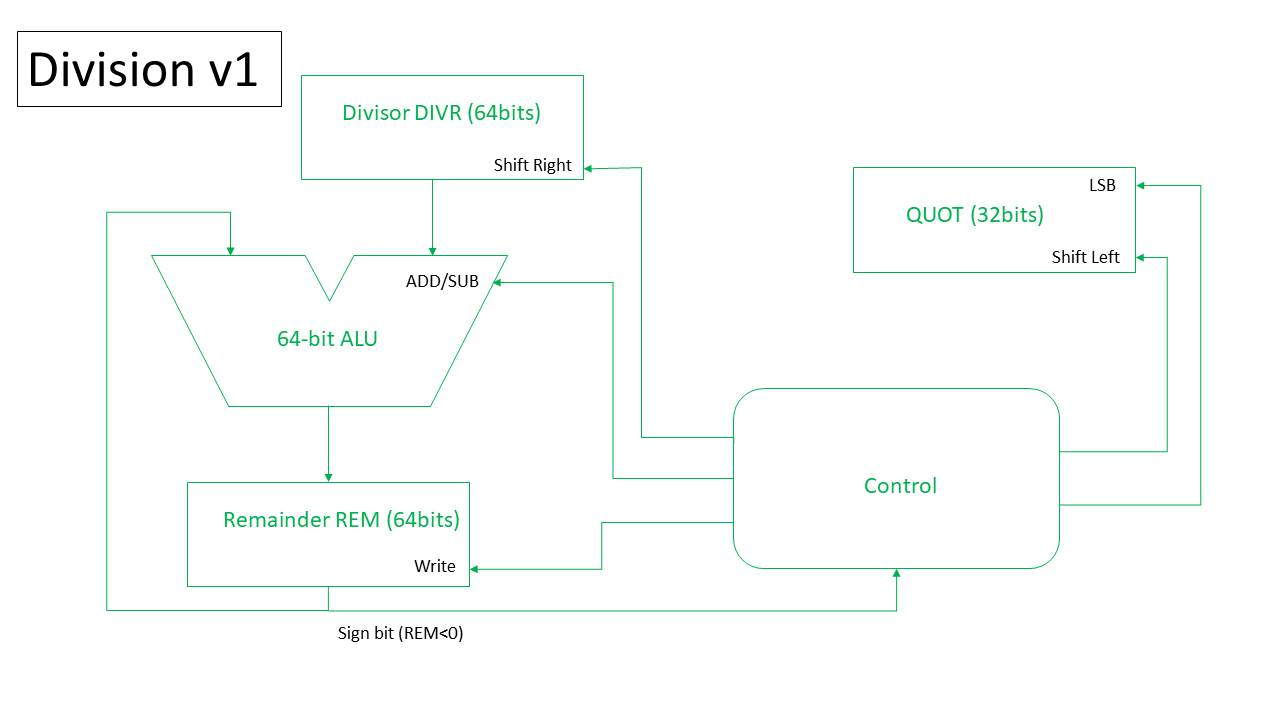 Division v1
Divisor DIVR (64bits)
Shift Right
LSB
QUOT (32bits)
Shift Left
ADD/SUB
64-bit ALU
Control
Remainder REM (64bits)
Write
Sign bit (REM<0)